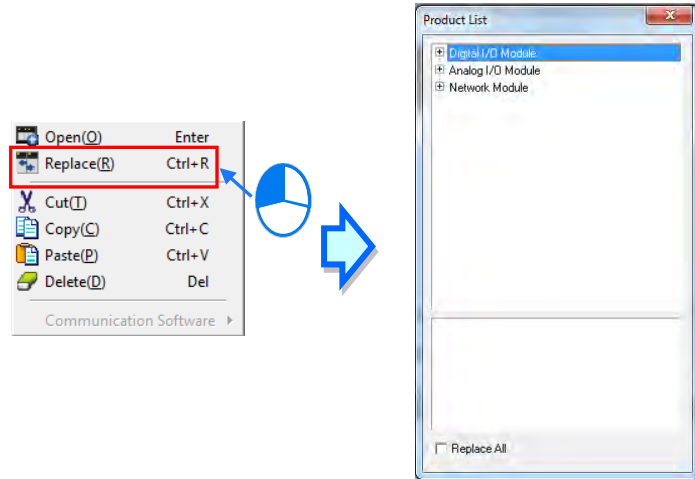 Open(O) Enter
Replace(R) Ctrl+R
Cut(T) Ctrl+X
Copy(C) Ctrl+C
Paste(P) Ctrl+V
Delete(D) Del
Communication Software
Product List
Digital I/O Module
Analog I/O Module
Network Module
Replace All